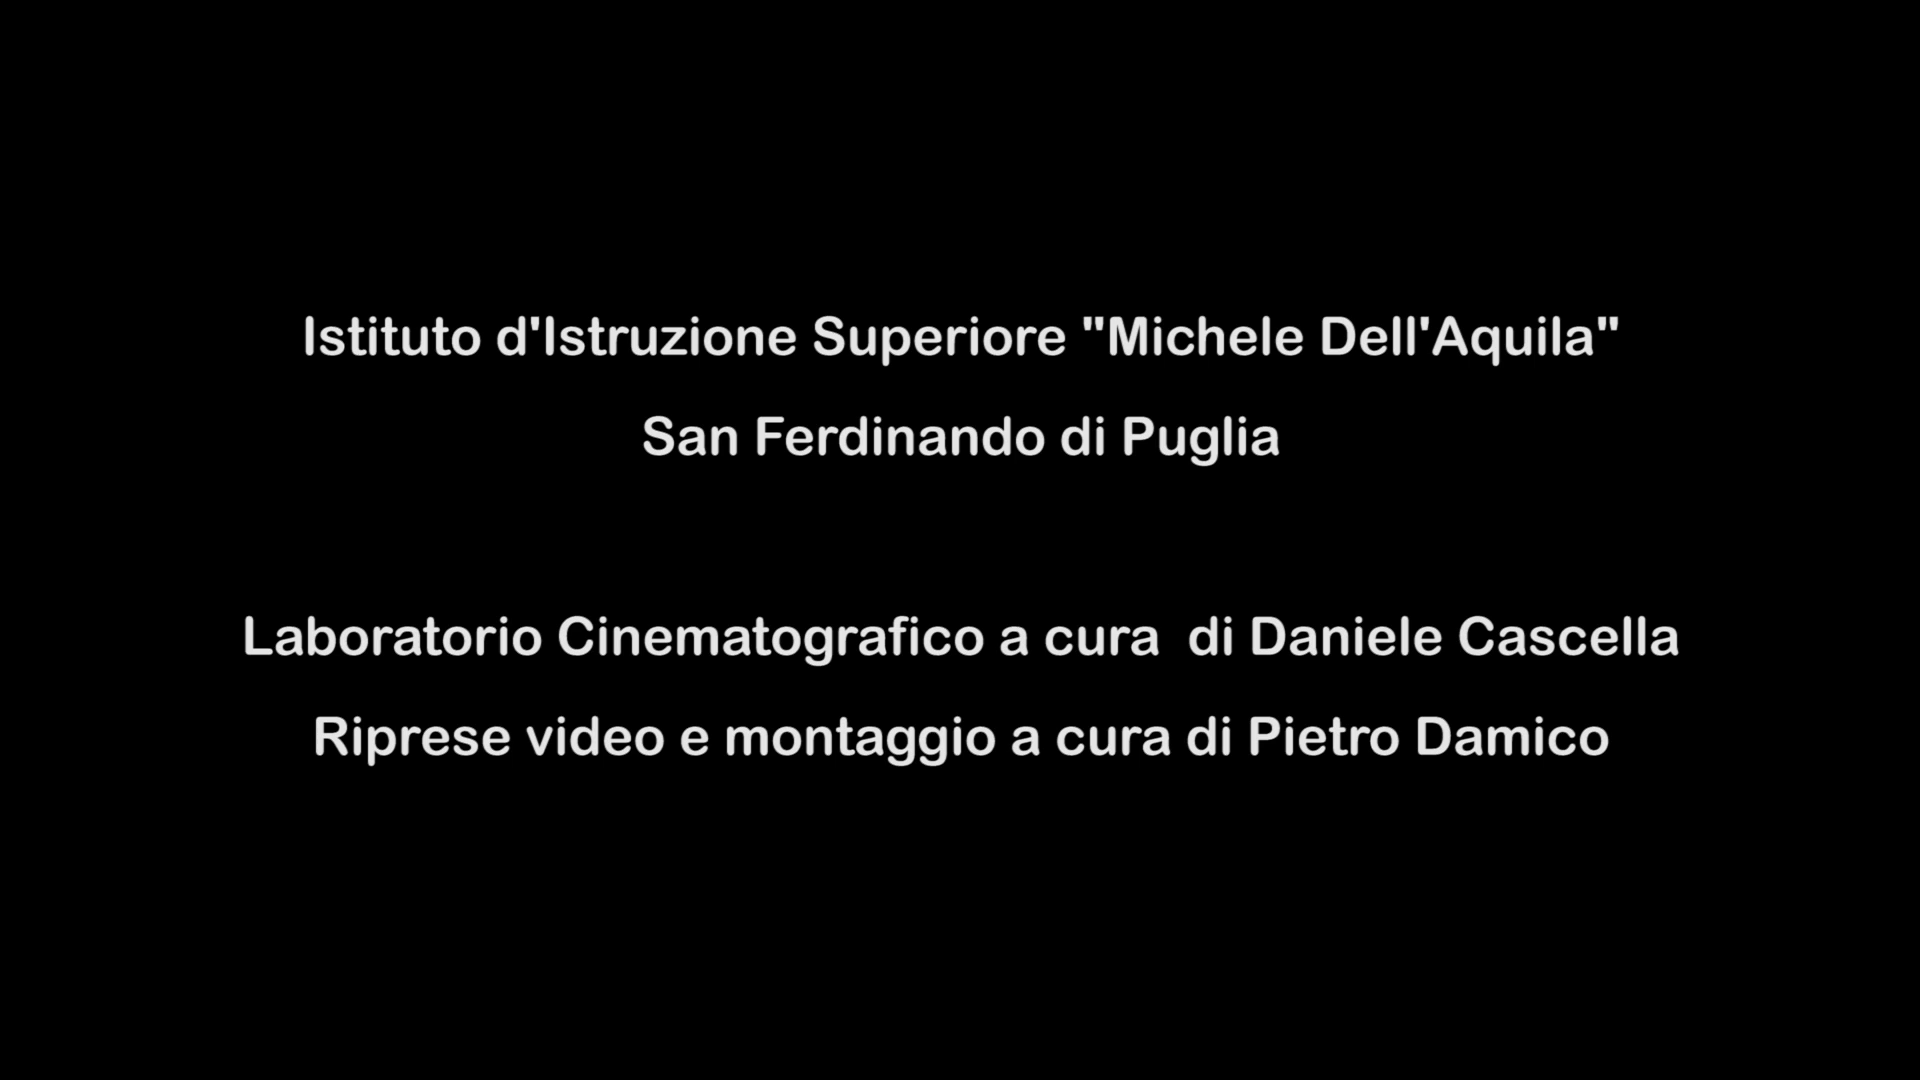 Istituto d'Istruzione Superiore "Michele Dell'Aquila"
San Ferdinando di Puglia
Laboratorio Cinematografico a cura  di Daniele Cascella
Riprese video e montaggio a cura di Pietro Damico